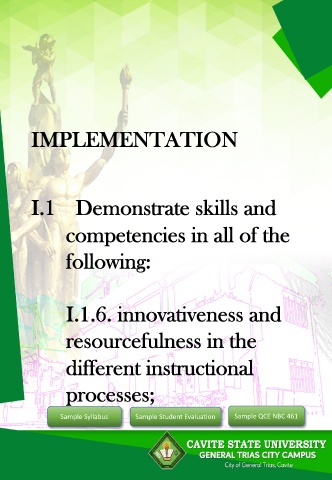 IMPLEMENTATION
I.1 Demonstrate skills and
competencies in all of the
following:
I.1.6. innovativeness and
resourcefulness in the
different instructional
processes;
Sample Syllabus
Sample Student Evaluation
Sample QCE NBC 461
CAVITE STATE UNIVERSITY
GENERAL TRIAS CITY CAMPUS
City of General Trias, Cavite